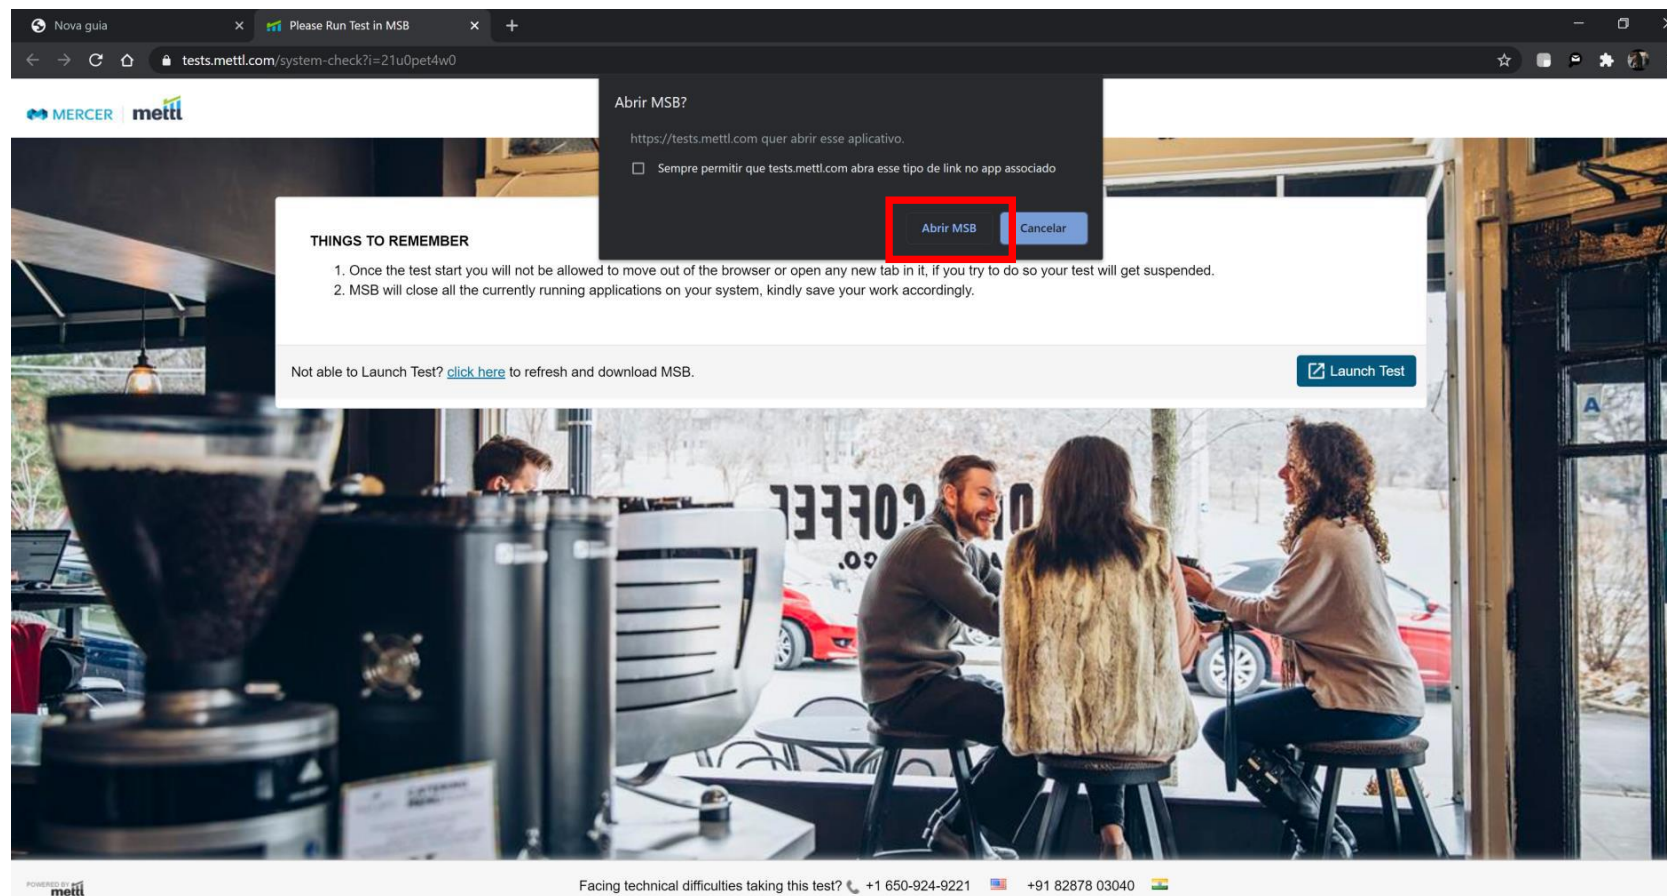 Nova guia
Please Run Test in MSB
tests.mettl.com/system-check?i=21u0pet4w0
MERCER mettl
Abrir MSB?
https://tests.mettl.com quer abrir esse aplicativo.
Sempre permitir que tests.mettl.com abra esse tipo de link no app associado
Abrir MSB Cancelar
THINGS TO REMEMBER
1. Once the test start you will not be allowed to move out of the browser or open any new tab in it, if you try to do so your test will get suspended.
2. MSB will close all the currently running applications on your system, kindly save your work accordingly.
Not able to Launch Test? click here to refresh and download MSB.
Launch Test
A
COFFEE
CO.
POWERED BY mettl
Facing technical difficulties taking this test? +1 650-924-9221 +91 82878 03040